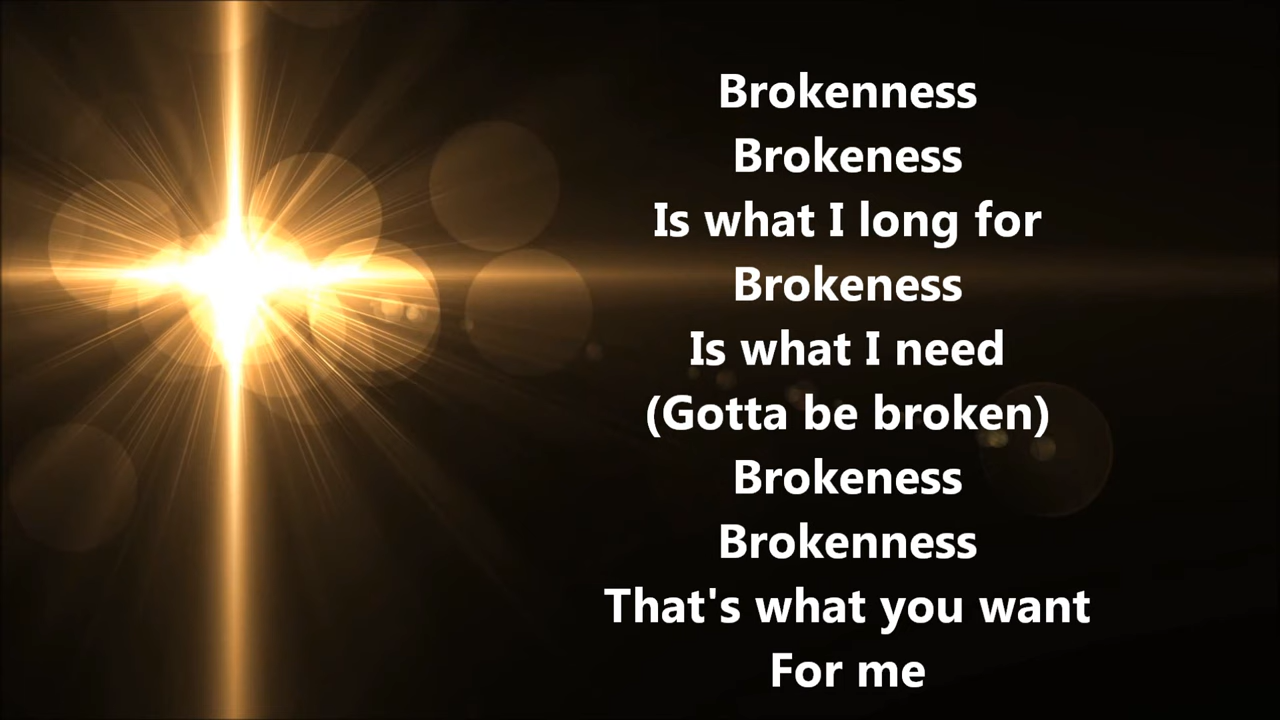 Brokenness
Brokeness
Is what I long for
Brokeness
Is what I need
(Gotta be broken)
Brokeness
Brokenness
That's what you want
For me